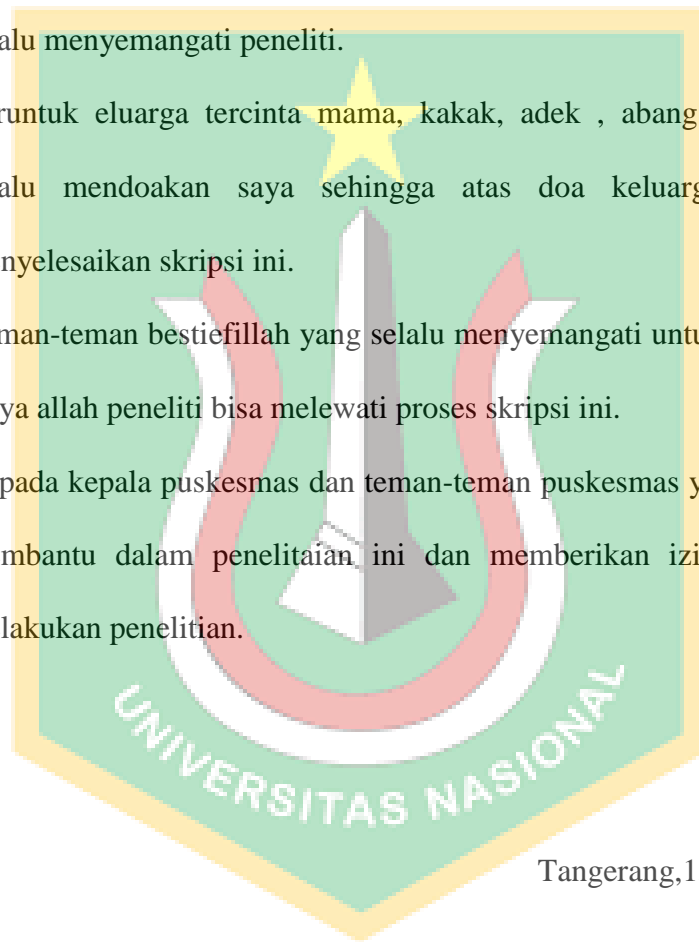 alu menyemangati peneliti.
runtuk eluarga tercinta mama, kakak, adek , abang
alu mendoakan saya sehingga atas doa keluarg
enyelesaikan skripsi ini.
man-teman bestiefillah yang selalu menyemangati untu
ya allah peneliti bisa melewati proses skripsi ini.
pada kepala puskesmas dan teman-teman puskesmas y
mbantu dalam penelitaian ini dan memberikan izi
lakukan penelitian.
UNIVERSITAS NASIONAL
Tangerang,1